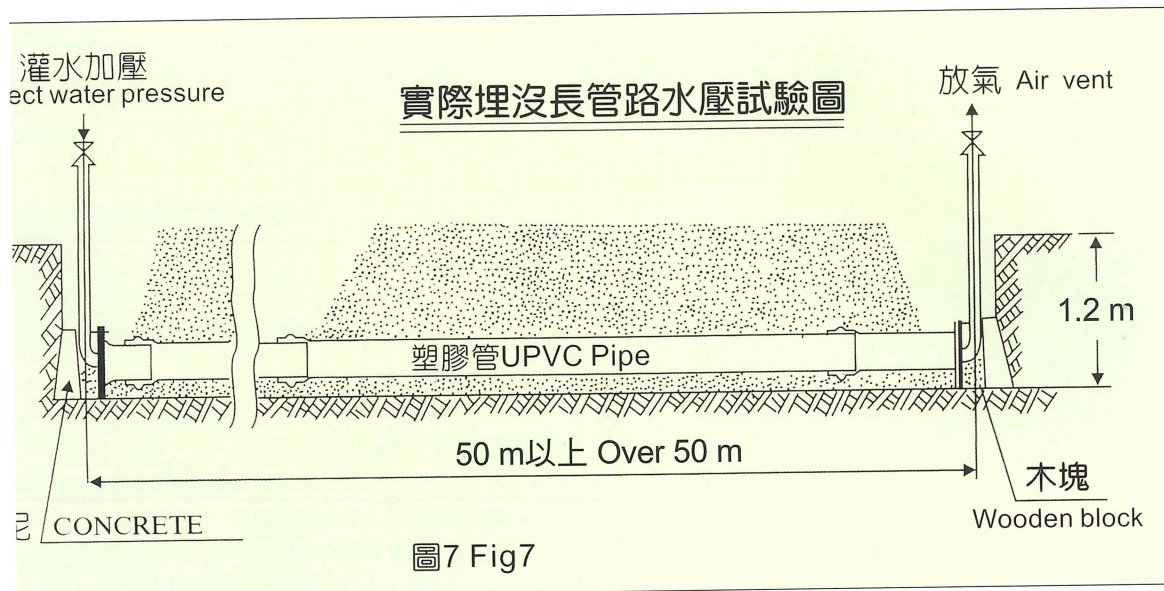 灌水加壓
ect water pressure
實際埋沒長管路水壓試驗圖
放氣 Air vent
1.2 m
塑膠管UPVC Pipe
50 m以上 Over 50 m
木塊
Wooden block
CONCRETE
圖7 Fig7